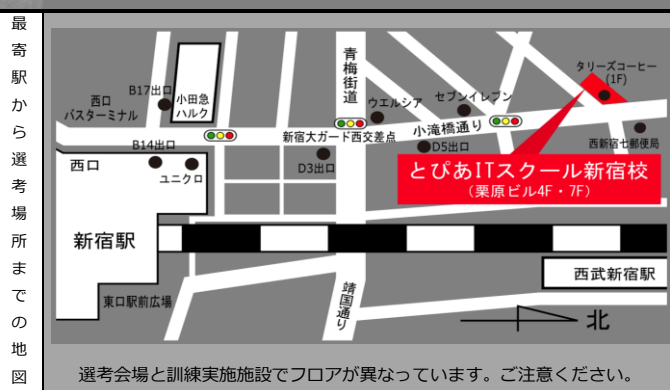 最寄駅から選考場所までの地図
青梅街道
タリーズコーヒー
(1F)
B17出口
小田急
ハルク
西口
バスターミナル
ウエルシア
セブンイレブン
小滝橋通り
新宿大ガード西交差点
B14出口
西口
ユニクロ
D3出口
D5出口
西新宿七郵便局
とぴあITスクール新宿校
(栗原ビル4F・7F)
新宿駅
西武新宿駅
東口駅前広場
靖国通り
北
選考会場と訓練実施施設でフロアが異なっています。ご注意ください。